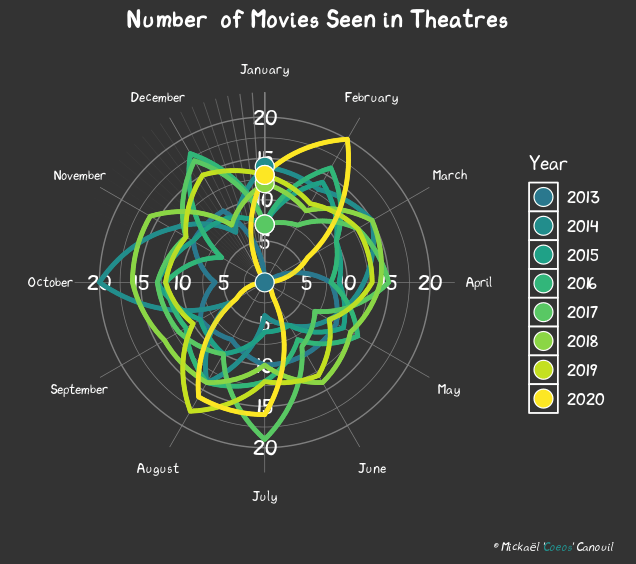 Number of Movies Seen in Theatres
January
December
February
20
15
November
10
March
5
October
20 15 10 5 5 10 15 20
April
5
10
September
May
15
20
August
June
July
Year
2013
2014
2015
2016
2017
2018
2019
2020
© Mickaël 'Coeos' Canouil